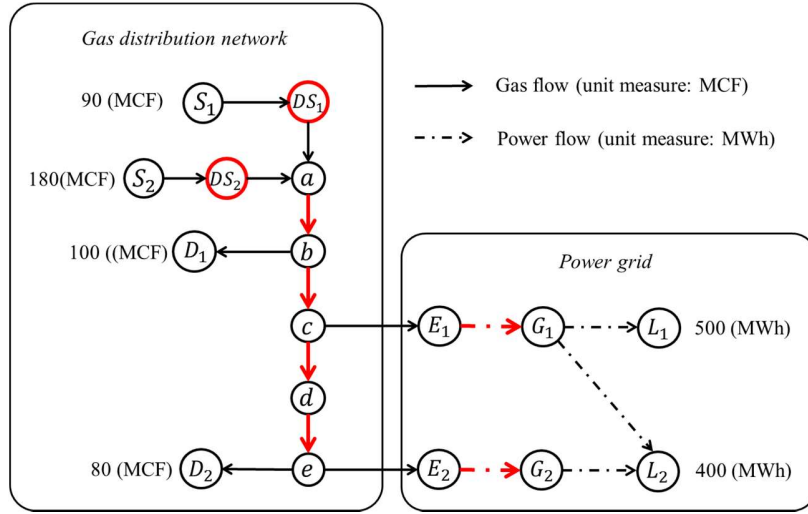 Gas distribution network
90 (MCF) S₁ DS₁
180(MCF) S₂ DS₂ a
100 ((MCF) D₁ b
c
d
80 (MCF) D₂ e
Gas flow (unit measure: MCF)
Power flow (unit measure: MWh)
Power grid
E₁ G₁ L₁ 500 (MWh)
E₂ G₂ L₂ 400 (MWh)